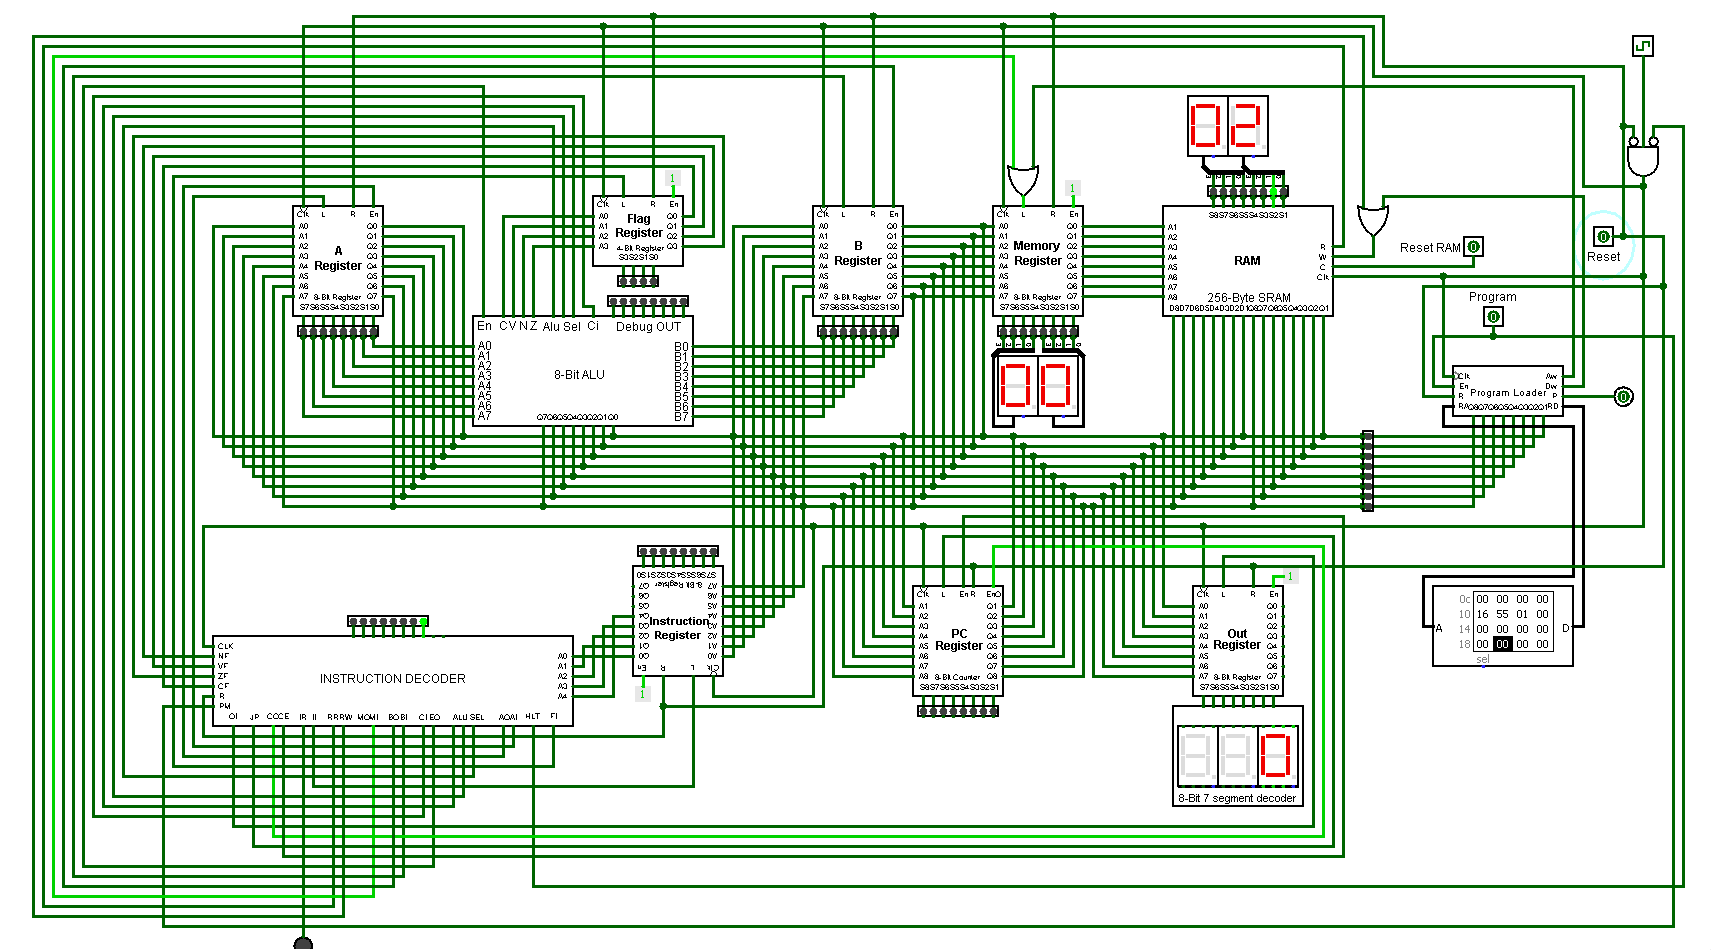 02
1
1
Clk L R En
Clk L R En
Clk L R En
Clk L R En
A
Register
8-Bit Register
S7S6S5S4S3S2S1S0
A0 A1 A2 A3 A4 A5 A6 A7
Q0 Q1 Q2 Q3 Q4 Q5 Q6 Q7
Flag
Register
4-Bit Register
S3S2S1S0
A0 A1 A2 A3
Q0 Q1 Q2 Q3
B
Register
8-Bit Register
S7S6S5S4S3S2S1S0
A0 A1 A2 A3 A4 A5 A6 A7
Q0 Q1 Q2 Q3 Q4 Q5 Q6 Q7
Memory
Register
8-Bit Register
S7S6S5S4S3S2S1S0
A0 A1 A2 A3 A4 A5 A6 A7
Q0 Q1 Q2 Q3 Q4 Q5 Q6 Q7
00
S8S7S6S5S4S3S2S1
A1 A2 A3 A4 A5 A6 A7 A8
R
W
C
Clk
RAM
256-Byte SRAM
Reset RAM
0
0
Reset
Program
0
Clk
En
R
RA
Aw
Dw
P
RD
Program Loader
Q8Q7Q6Q5Q4Q3Q2Q1
0
En C V N Z Alu Sel Ci Debug OUT
A0 A1 A2 A3 A4 A5 A6 A7
B0 B1 B2 B3 B4 B5 B6 B7
8-Bit ALU
Q7Q6Q5Q4Q3Q2Q1Q0
S7S6S5S4S3S2S1S0
8-Bit Register
Instruction
Register
A7 A6 A5 A4 A3 A2 A1 A0
Q7 Q6 Q5 Q4 Q3 Q2 Q1 Q0
En R L Clk
1
CLK
NF
VF
ZF
CF
R
PM
A0 A1 A2 A3 A4
INSTRUCTION DECODER
OI JP CO CE IR II RR RW MO MI BO BI CI EO ALU SEL AO AI HLT FI
Clk L En R EnO
PC
Register
8-Bit Counter
S8S7S6S5S4S3S2S1
A1 A2 A3 A4 A5 A6 A7 A8
Q1 Q2 Q3 Q4 Q5 Q6 Q7 Q8
1
Clk L R En
Out
Register
8-Bit Register
S7S6S5S4S3S2S1S0
A0 A1 A2 A3 A4 A5 A6 A7
Q0 Q1 Q2 Q3 Q4 Q5 Q6 Q7
0
8-Bit 7 segment decoder
A
D
0c 00 00 00 00
10 16 55 01 00
14 00 00 00 00
18 00 00 00 00
sel